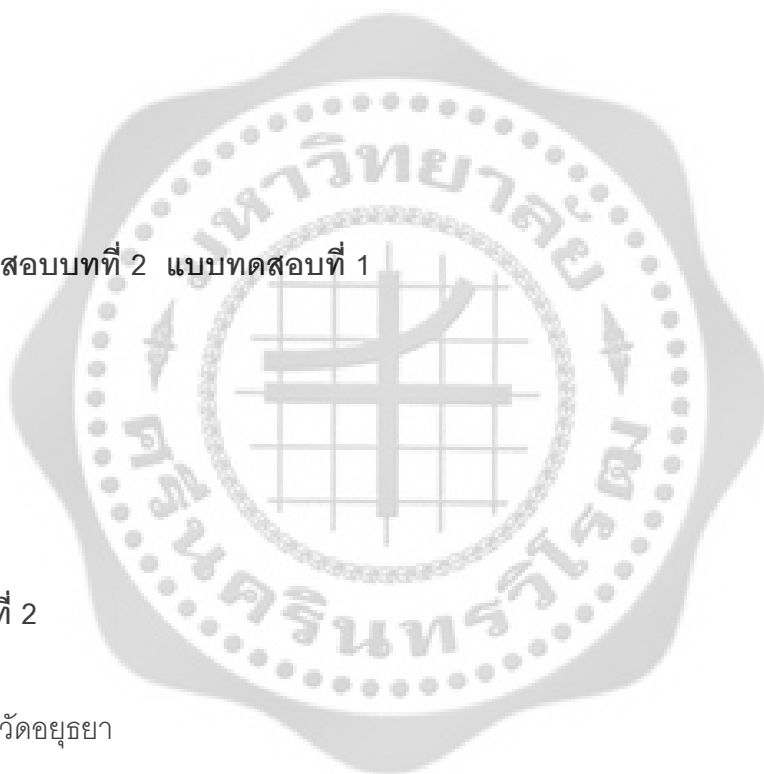 มหาวิทยาลัย
สอบบทที่ 2 แบบทดสอบที่ 1
ศรีนครินทรวิโรฒ
ที่ 2
วัดอยุธยา